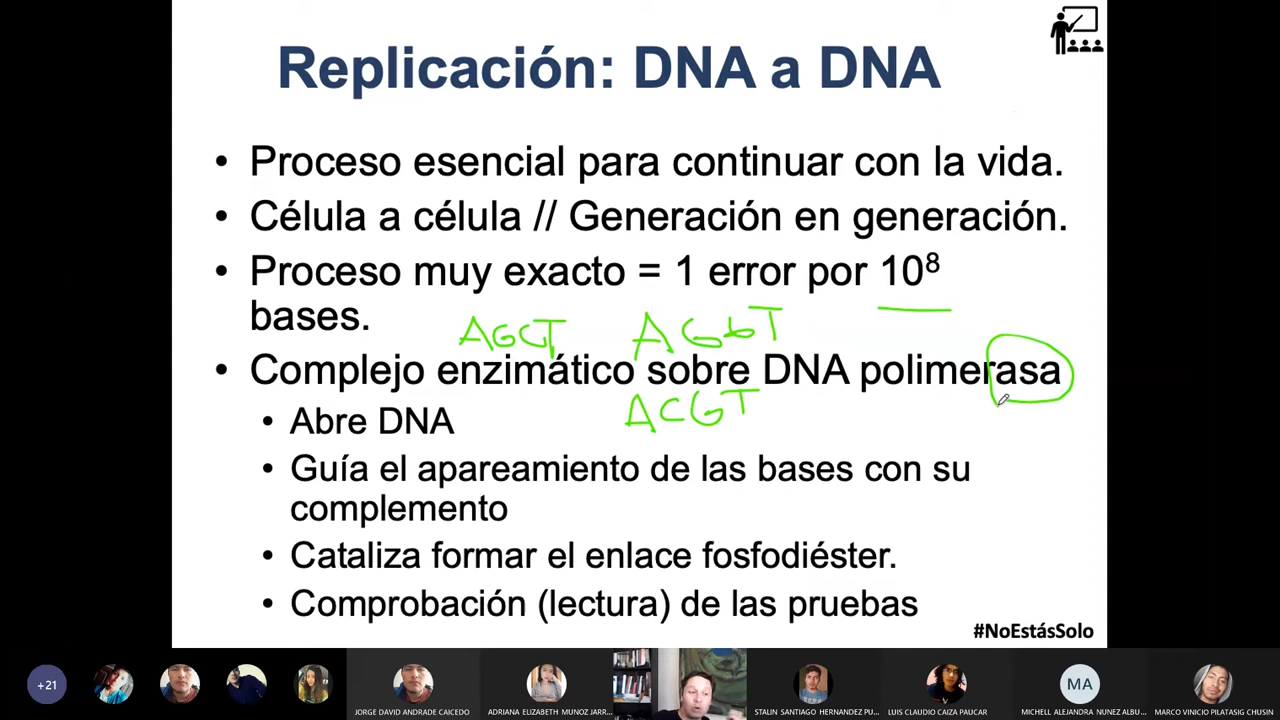 Replicación: DNA a DNA
• Proceso esencial para continuar con la vida.
• Célula a célula // Generación en generación.
• Proceso muy exacto = 1 error por 10⁸
bases.
AGCT AGGT
• Complejo enzimático sobre DNA polimerasa
ACGT
• Abre DNA
• Guía el apareamiento de las bases con su
complemento
• Cataliza formar el enlace fosfodiéster.
• Comprobación (lectura) de las pruebas
#NoEstásSolo
+21
JORGE DAVID ANDRADE CAICEDO
ADRIANA ELIZABETH MUNOZ JARR...
STALIN SANTIAGO HERNANDEZ PU...
LUIS CLAUDIO CAIZA PAUCAR
MA
MICHELL ALEJANDRA NUNEZ ALBU...
MARCO VINICIO PILATASIG CHUSIN